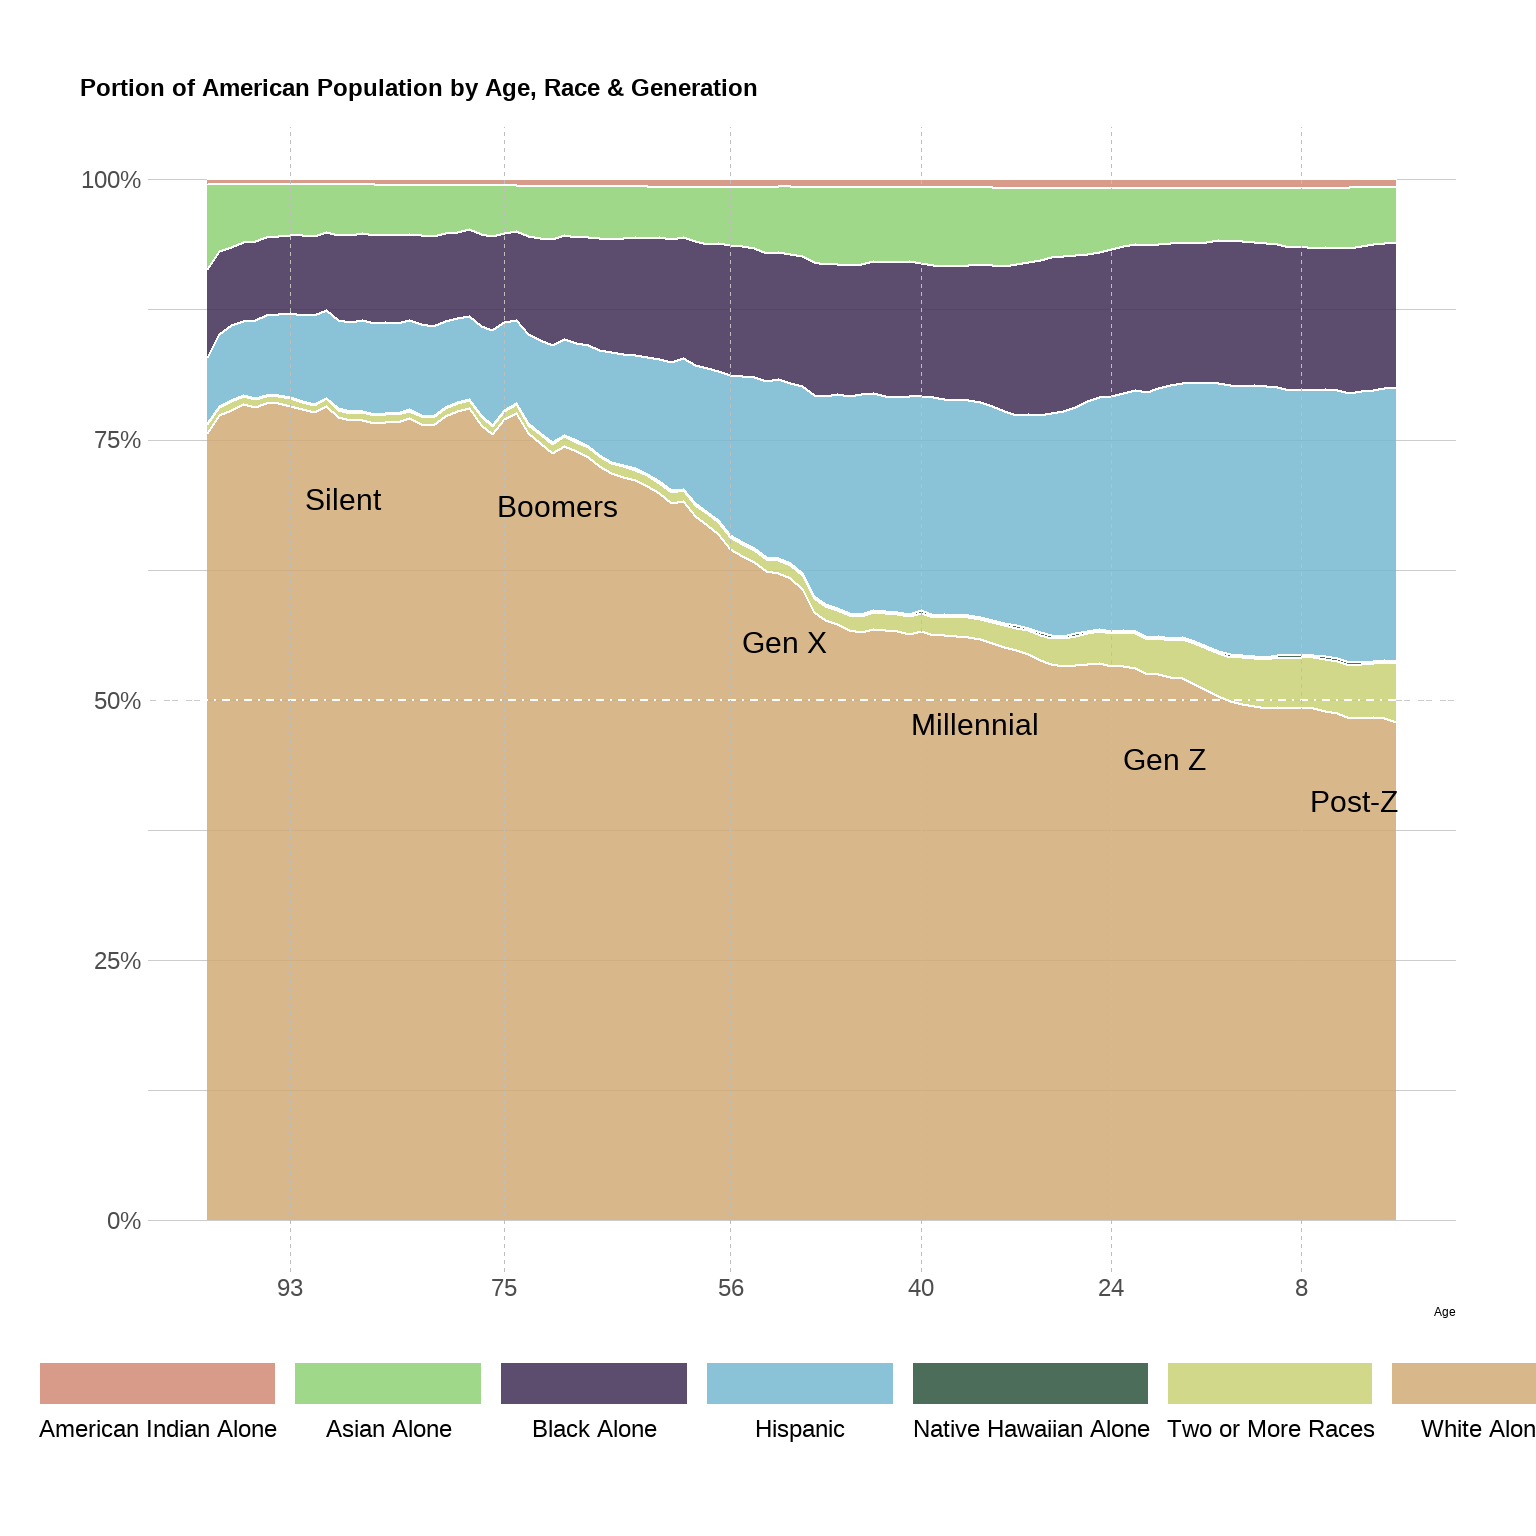 Portion of American Population by Age, Race & Generation
100%
75%
50%
25%
0%
Silent
Boomers
Gen X
Millennial
Gen Z
Post-Z
93 75 56 40 24 8
Age
American Indian Alone Asian Alone Black Alone Hispanic Native Hawaiian Alone Two or More Races White Alon